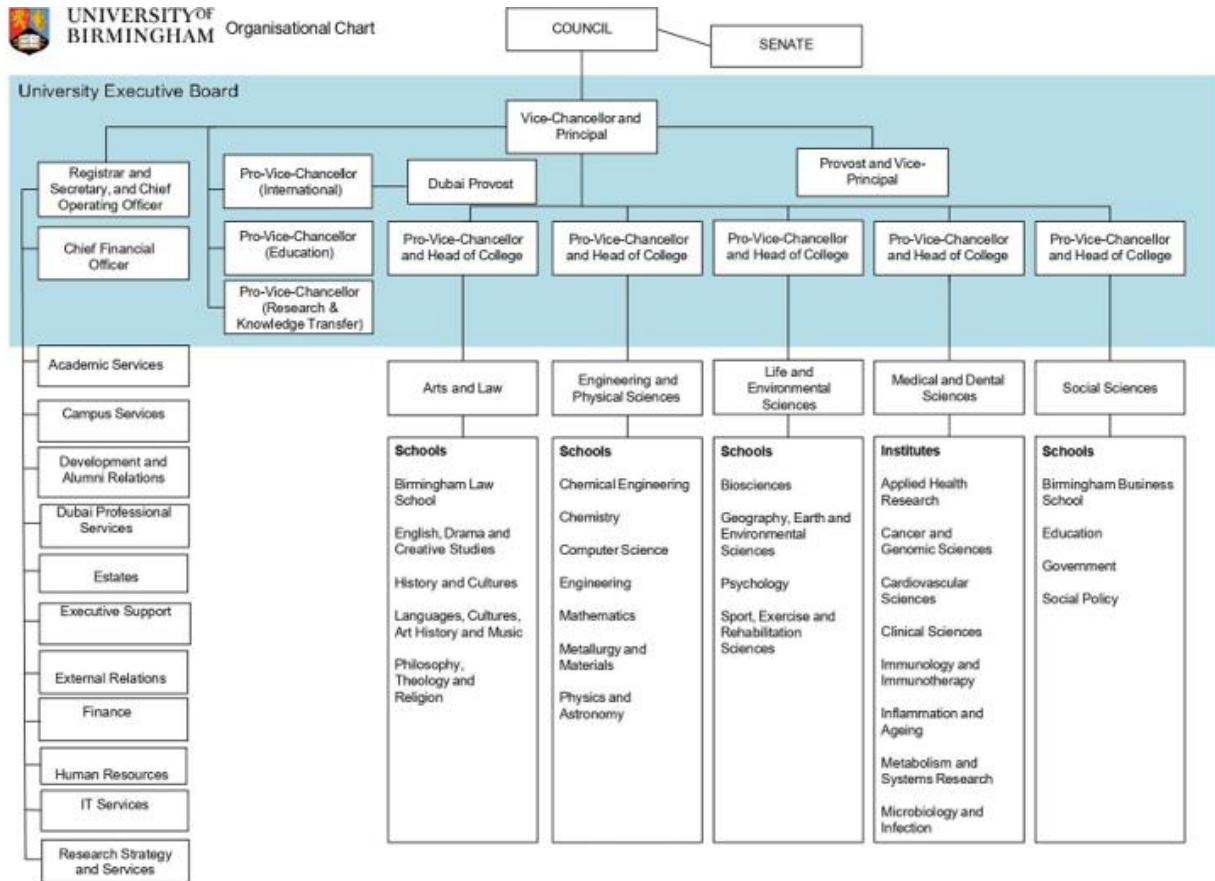 UNIVERSITY OF
BIRMINGHAM
Organisational Chart
COUNCIL
SENATE
University Executive Board
Vice-Chancellor and
Principal
Registrar and
Secretary, and Chief
Operating Officer
Pro-Vice-Chancellor
(International)
Dubai Provost
Provost and Vice-
Principal
Chief Financial
Officer
Pro-Vice-Chancellor
(Education)
Pro-Vice-Chancellor
(Research &
Knowledge Transfer)
Pro-Vice-Chancellor
and Head of College
Pro-Vice-Chancellor
and Head of College
Pro-Vice-Chancellor
and Head of College
Pro-Vice-Chancellor
and Head of College
Pro-Vice-Chancellor
and Head of College
Academic Services
Campus Services
Development and
Alumni Relations
Dubai Professional
Services
Estates
Executive Support
External Relations
Finance
Human Resources
IT Services
Research Strategy
and Services
Arts and Law
Schools
Birmingham Law
School
English, Drama and
Creative Studies
History and Cultures
Languages, Cultures,
Art History and Music
Philosophy,
Theology and
Religion
Engineering and
Physical Sciences
Schools
Chemical Engineering
Chemistry
Computer Science
Engineering
Mathematics
Metallurgy and
Materials
Physics and
Astronomy
Life and
Environmental
Sciences
Schools
Biosciences
Geography, Earth and
Environmental
Sciences
Psychology
Sport, Exercise and
Rehabilitation
Sciences
Medical and Dental
Sciences
Institutes
Applied Health
Research
Cancer and
Genomic Sciences
Cardiovascular
Sciences
Clinical Sciences
Immunology and
Immunotherapy
Inflammation and
Ageing
Metabolism and
Systems Research
Microbiology and
Infection
Social Sciences
Schools
Birmingham Business
School
Education
Government
Social Policy